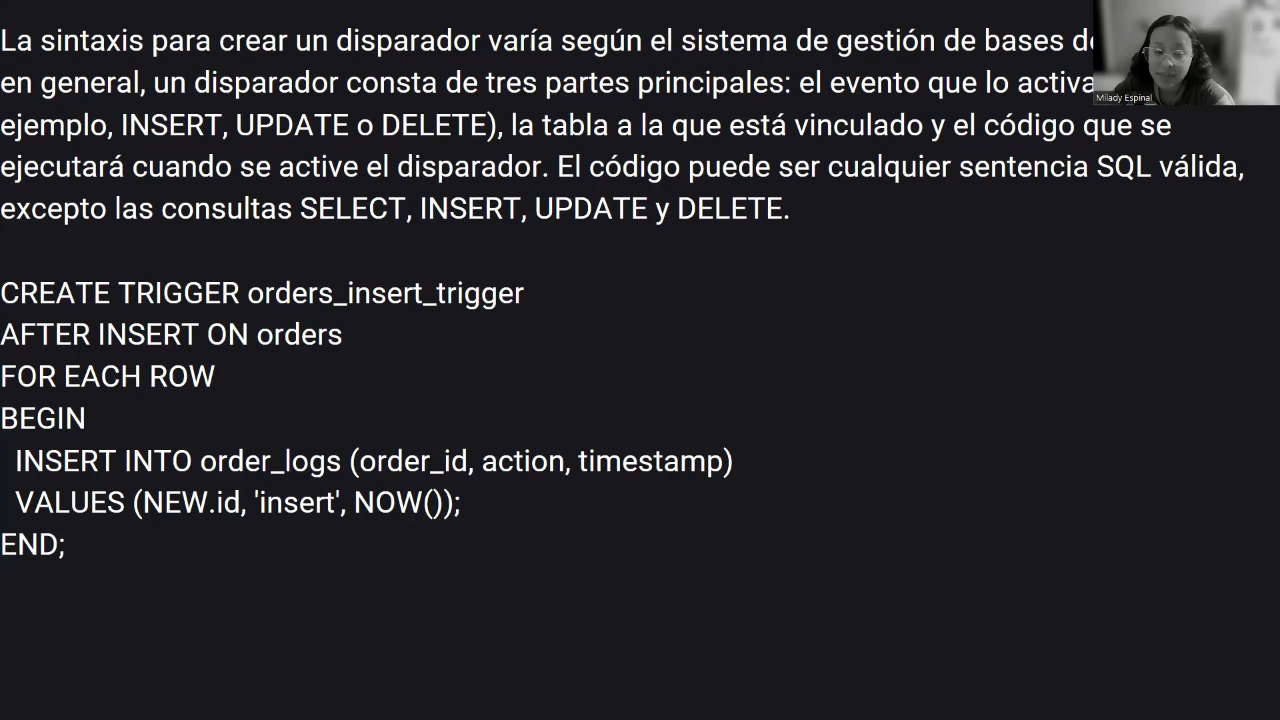 La sintaxis para crear un disparador varía según el sistema de gestión de bases
en general, un disparador consta de tres partes principales: el evento que lo activa
ejemplo, INSERT, UPDATE o DELETE), la tabla a la que está vinculado y el código que se
ejecutará cuando se active el disparador. El código puede ser cualquier sentencia SQL válida,
excepto las consultas SELECT, INSERT, UPDATE y DELETE.
CREATE TRIGGER orders_insert_trigger
AFTER INSERT ON orders
FOR EACH ROW
BEGIN
INSERT INTO order_logs (order_id, action, timestamp)
VALUES (NEW.id, 'insert', NOW());
END;
Milady Espinal